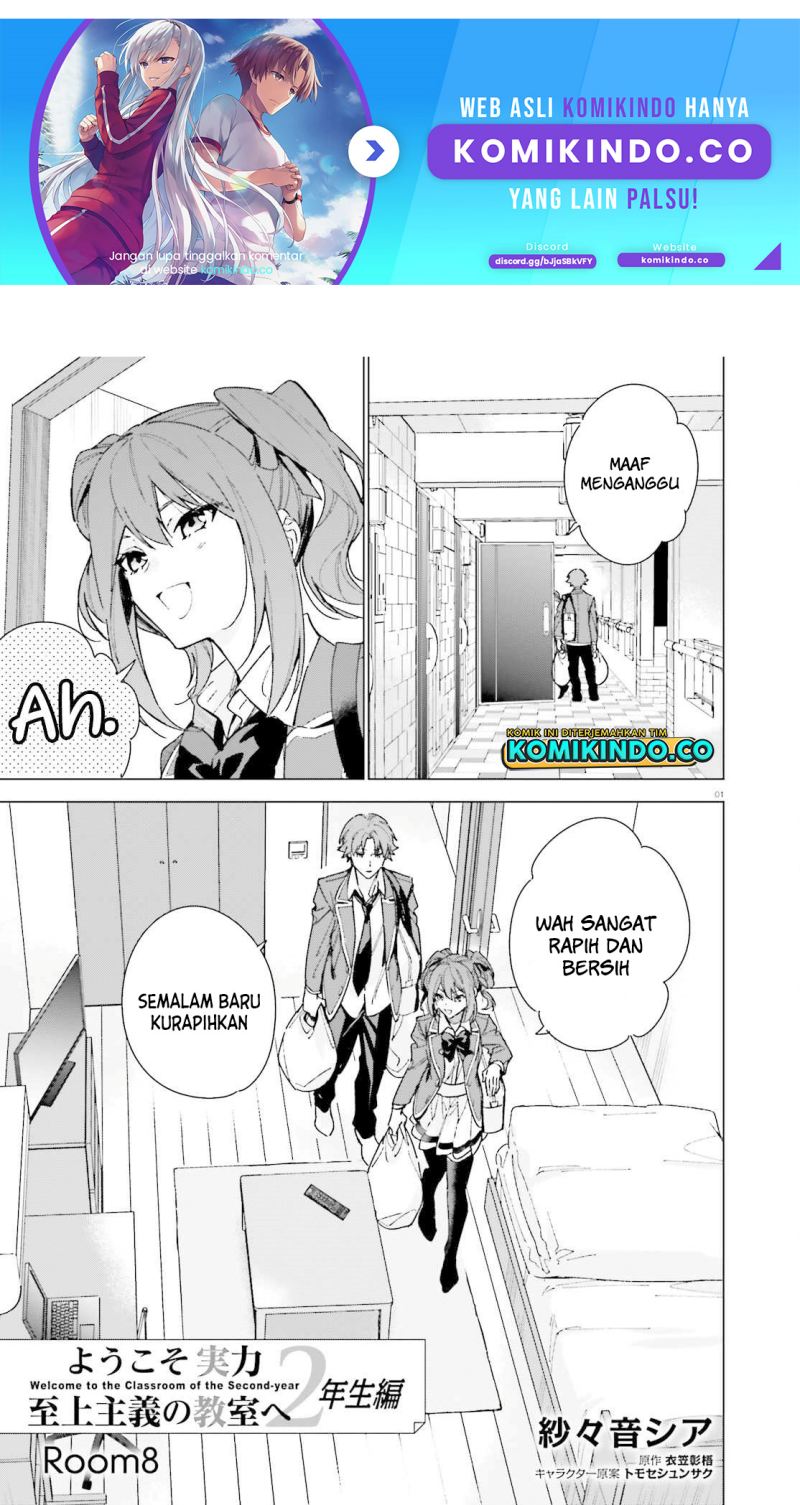 WEB ASLI KOMIKINDO HANYA
KOMIKINDO.CO
YANG LAIN PALSU!
Jangan lupa tinggalkan komentar
di website komikindo.co
Discord
discord.gg/bJjaSBkVFY
Website
komikindo.co
MAAF
MENGANGGU
Ah.
KOMIK INI DITERJEMAHKAN TIM
KOMIKINDO.CO
01
WAH SANGAT
RAPIH DAN
BERSIH
SEMALAM BARU
KURAPIHKAN
ようこそ実力
Welcome to the Classroom of the Second-year
至上主義の教室へ
2年生編
Room8
紗々音シア
原作 衣笠彰梧
キャラクター原案 トモセシュンサク